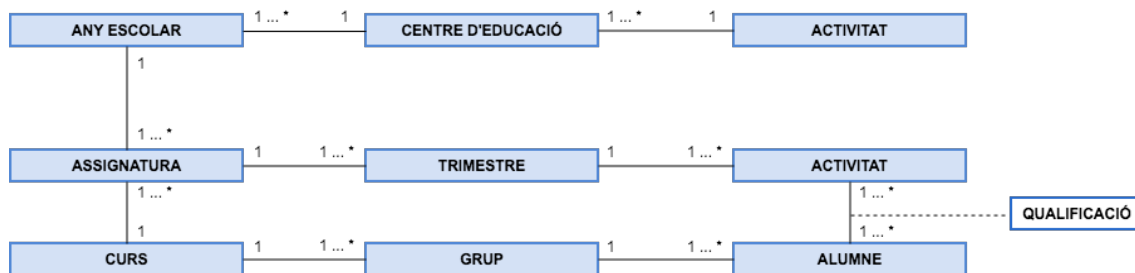 1 ... * 1 1 ... * 1
ANY ESCOLAR CENTRE D'EDUCACIÓ ACTIVITAT
1
1 ... *
ASSIGNATURA 1 1 ... * TRIMESTRE 1 1 ... * ACTIVITAT
1 ... * 1 ... *
QUALIFICACIÓ
1 1 ... *
CURS 1 1 ... * GRUP 1 1 ... * ALUMNE